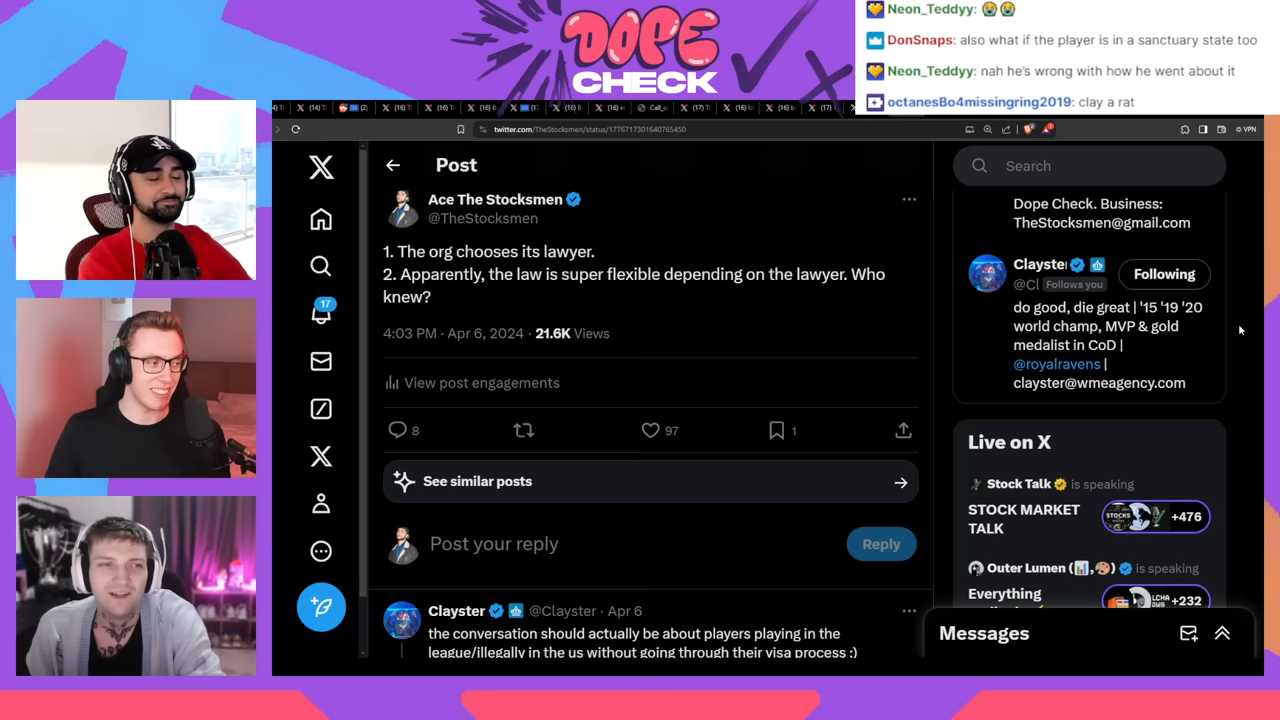 DOPE
CHECK
Neon_Teddyy: 😭😭
DonSnaps: also what if the player is in a sanctuary state too
Neon_Teddyy: nah he's wrong with how he went about it
octanesBo4missingring2019: clay a rat
twitter.com/TheStocksmen/status/1776717301640765450
VPN
Post
Search
Ace The Stocksmen
@TheStocksmen
1. The org chooses its lawyer.
2. Apparently, the law is super flexible depending on the lawyer. Who
knew?
4:03 PM · Apr 6, 2024 · 21.6K Views
View post engagements
8
97
1
See similar posts
Post your reply
Reply
Clayster @Clayster · Apr 6
the conversation should actually be about players playing in the
league/illegally in the us without going through their visa process :)
17
Dope Check. Business:
TheStocksmen@gmail.com
Clayste
@Cl Follows you
Following
do good, die great | '15 '19 '20
world champ, MVP & gold
medalist in CoD |
@royalravens |
clayster@wmeagency.com
Live on X
Stock Talk is speaking
STOCK MARKET
TALK
+476
Outer Lumen is speaking
Everything
+232
Messages